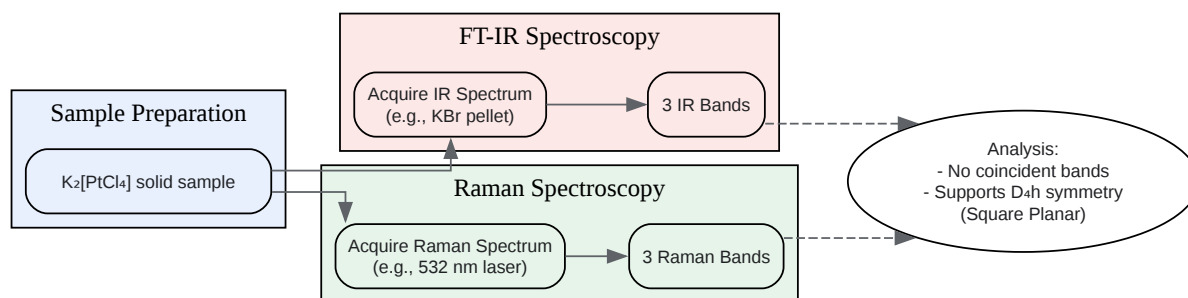 Sample Preparation
K₂[PtCl₄] solid sample
FT-IR Spectroscopy
Acquire IR Spectrum
(e.g., KBr pellet)
3 IR Bands
Raman Spectroscopy
Acquire Raman Spectrum
(e.g., 532 nm laser)
3 Raman Bands
Analysis:
- No coincident bands
- Supports D₄h symmetry
(Square Planar)